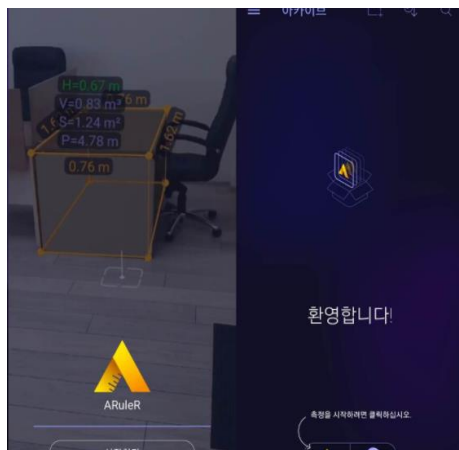 H=0.67 m
V=0.83 m³
S=1.24 m²
P=4.78 m
1.62 m
0.76 m
ARuleR
아카이브
환영합니다!
측정을 시작하려면 클릭하십시오.